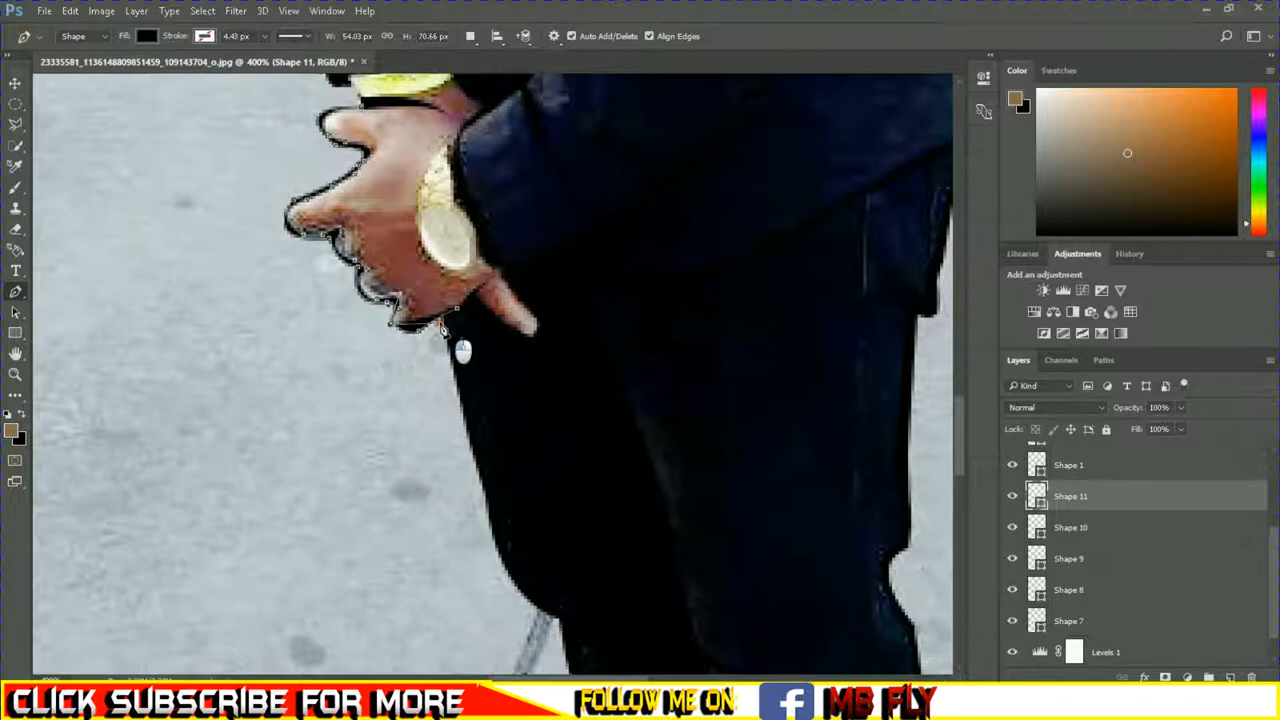 Ps File Edit Image Layer Type Select Filter 3D View Window Help
Shape Fill: Stroke: 4.43 px W: 54.03 px H: 70.66 px Auto Add/Delete Align Edges
23335581_1136148809851459_109143704_o.jpg @ 400% (Shape 11, RGB/8) *
Color Swatches
Libraries Adjustments History
Add an adjustment
Layers Channels Paths
Kind
Normal Opacity: 100%
Lock: Fill: 100%
Shape 1
Shape 11
Shape 10
Shape 9
Shape 8
Shape 7
Levels 1
CLICK SUBSCRIBE FOR MORE FOLLOW ME ON f MB FLY